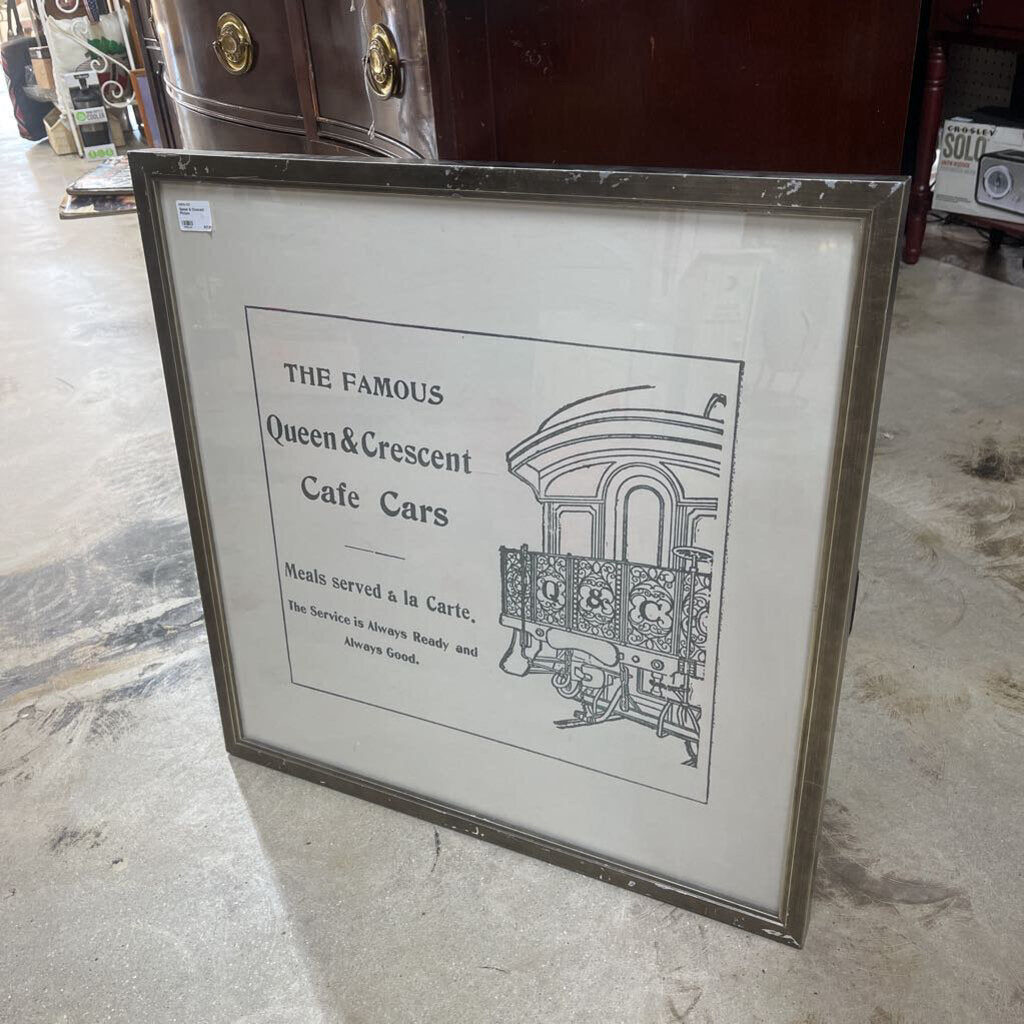 THE FAMOUS
Queen & Crescent
Cafe Cars
Meals served à la Carte.
The Service is Always Ready and
Always Good.
Q & C
CROSLEY
SOLO
COOLER